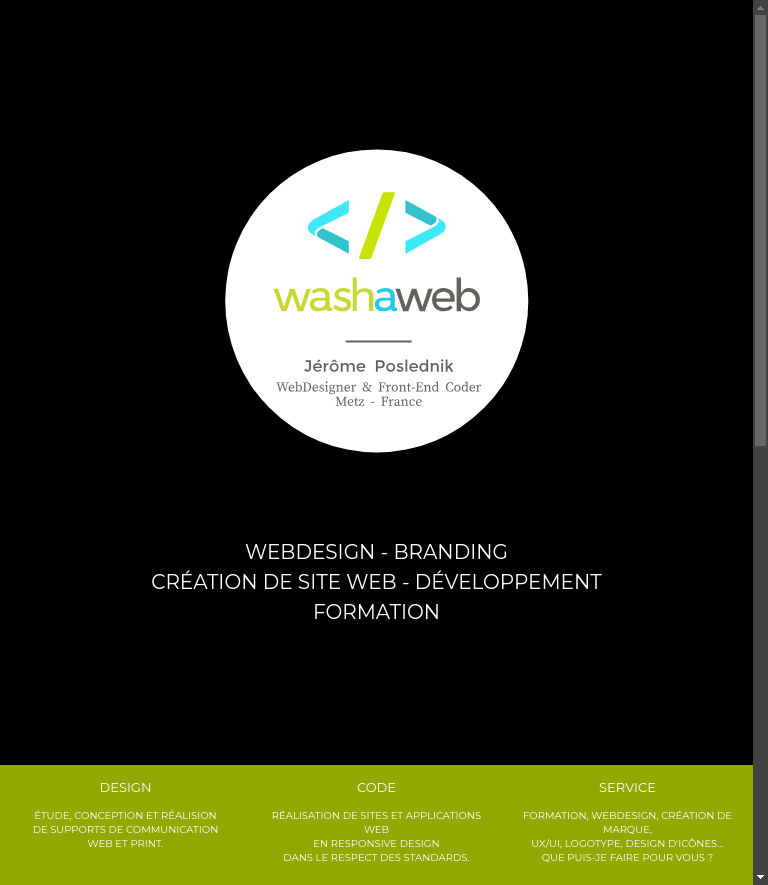 </>
washaweb
Jérôme Poslednik
WebDesigner & Front-End Coder
Metz - France
WEBDESIGN - BRANDING
CRÉATION DE SITE WEB - DÉVELOPPEMENT
FORMATION
DESIGN
ÉTUDE, CONCEPTION ET RÉALISION
DE SUPPORTS DE COMMUNICATION
WEB ET PRINT.
CODE
RÉALISATION DE SITES ET APPLICATIONS
WEB
EN RESPONSIVE DESIGN
DANS LE RESPECT DES STANDARDS.
SERVICE
FORMATION, WEBDESIGN, CRÉATION DE
MARQUE,
UX/UI, LOGOTYPE, DESIGN D'ICÔNES...
QUE PUIS-JE FAIRE POUR VOUS ?